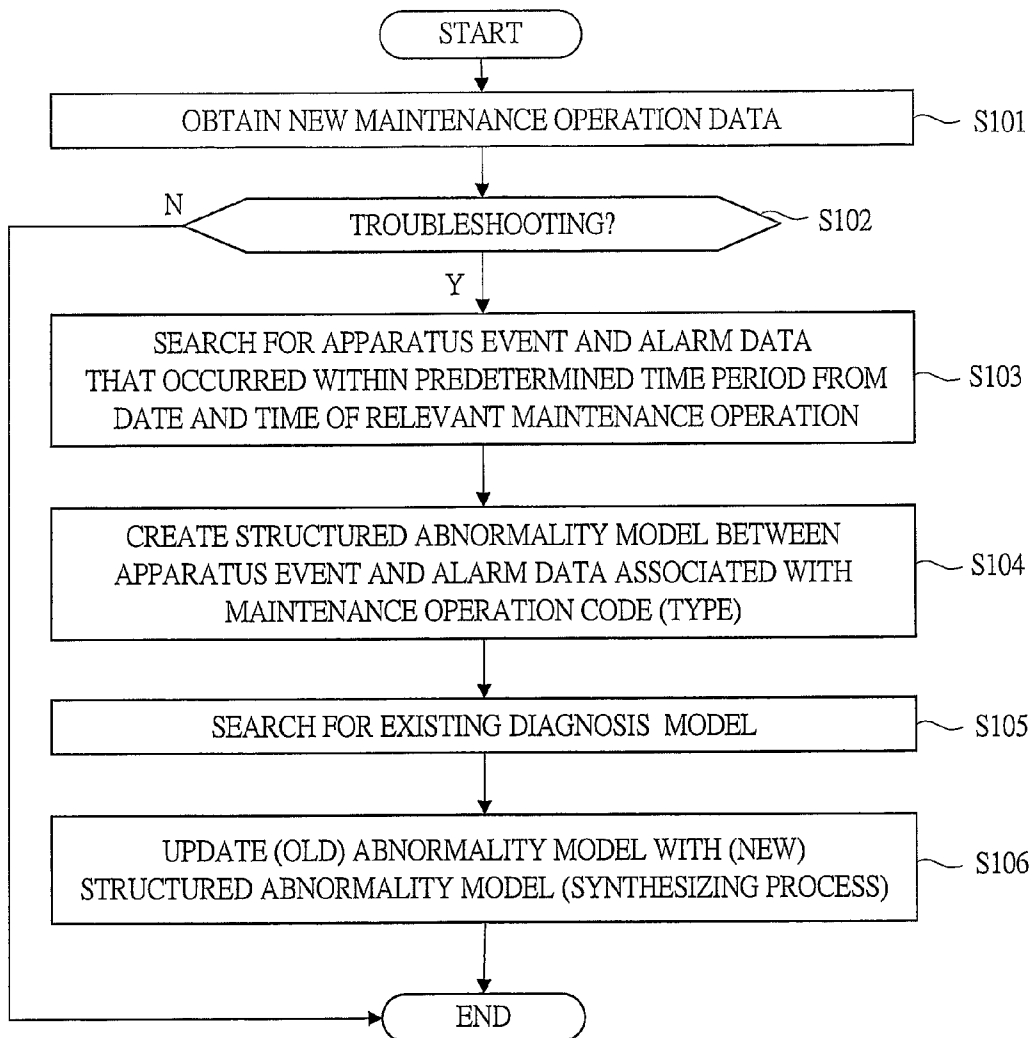 START
OBTAIN NEW MAINTENANCE OPERATION DATA
S101
N
TROUBLESHOOTING?
S102
Y
SEARCH FOR APPARATUS EVENT AND ALARM DATA
THAT OCCURRED WITHIN PREDETERMINED TIME PERIOD FROM
DATE AND TIME OF RELEVANT MAINTENANCE OPERATION
S103
CREATE STRUCTURED ABNORMALITY MODEL BETWEEN
APPARATUS EVENT AND ALARM DATA ASSOCIATED WITH
MAINTENANCE OPERATION CODE (TYPE)
S104
SEARCH FOR EXISTING DIAGNOSIS MODEL
S105
UPDATE (OLD) ABNORMALITY MODEL WITH (NEW)
STRUCTURED ABNORMALITY MODEL (SYNTHESIZING PROCESS)
S106
END